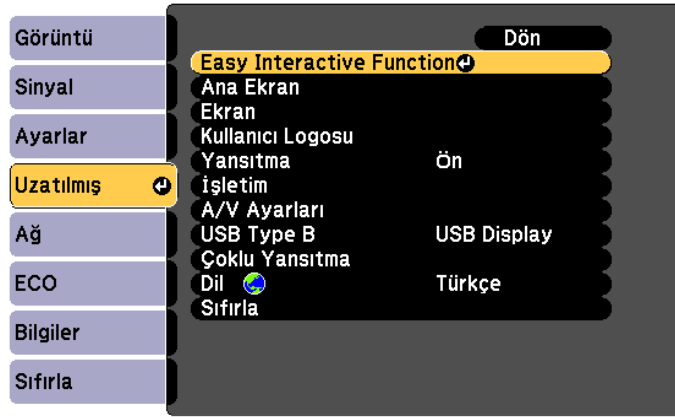 Görüntü
Sinyal
Ayarlar
Uzatılmış
Ağ
ECO
Bilgiler
Sıfırla
Dön
Easy Interactive Function
Ana Ekran
Ekran
Kullanıcı Logosu
Yansıtma Ön
İşletim
A/V Ayarları
USB Type B USB Display
Çoklu Yansıtma
Dil Türkçe
Sıfırla